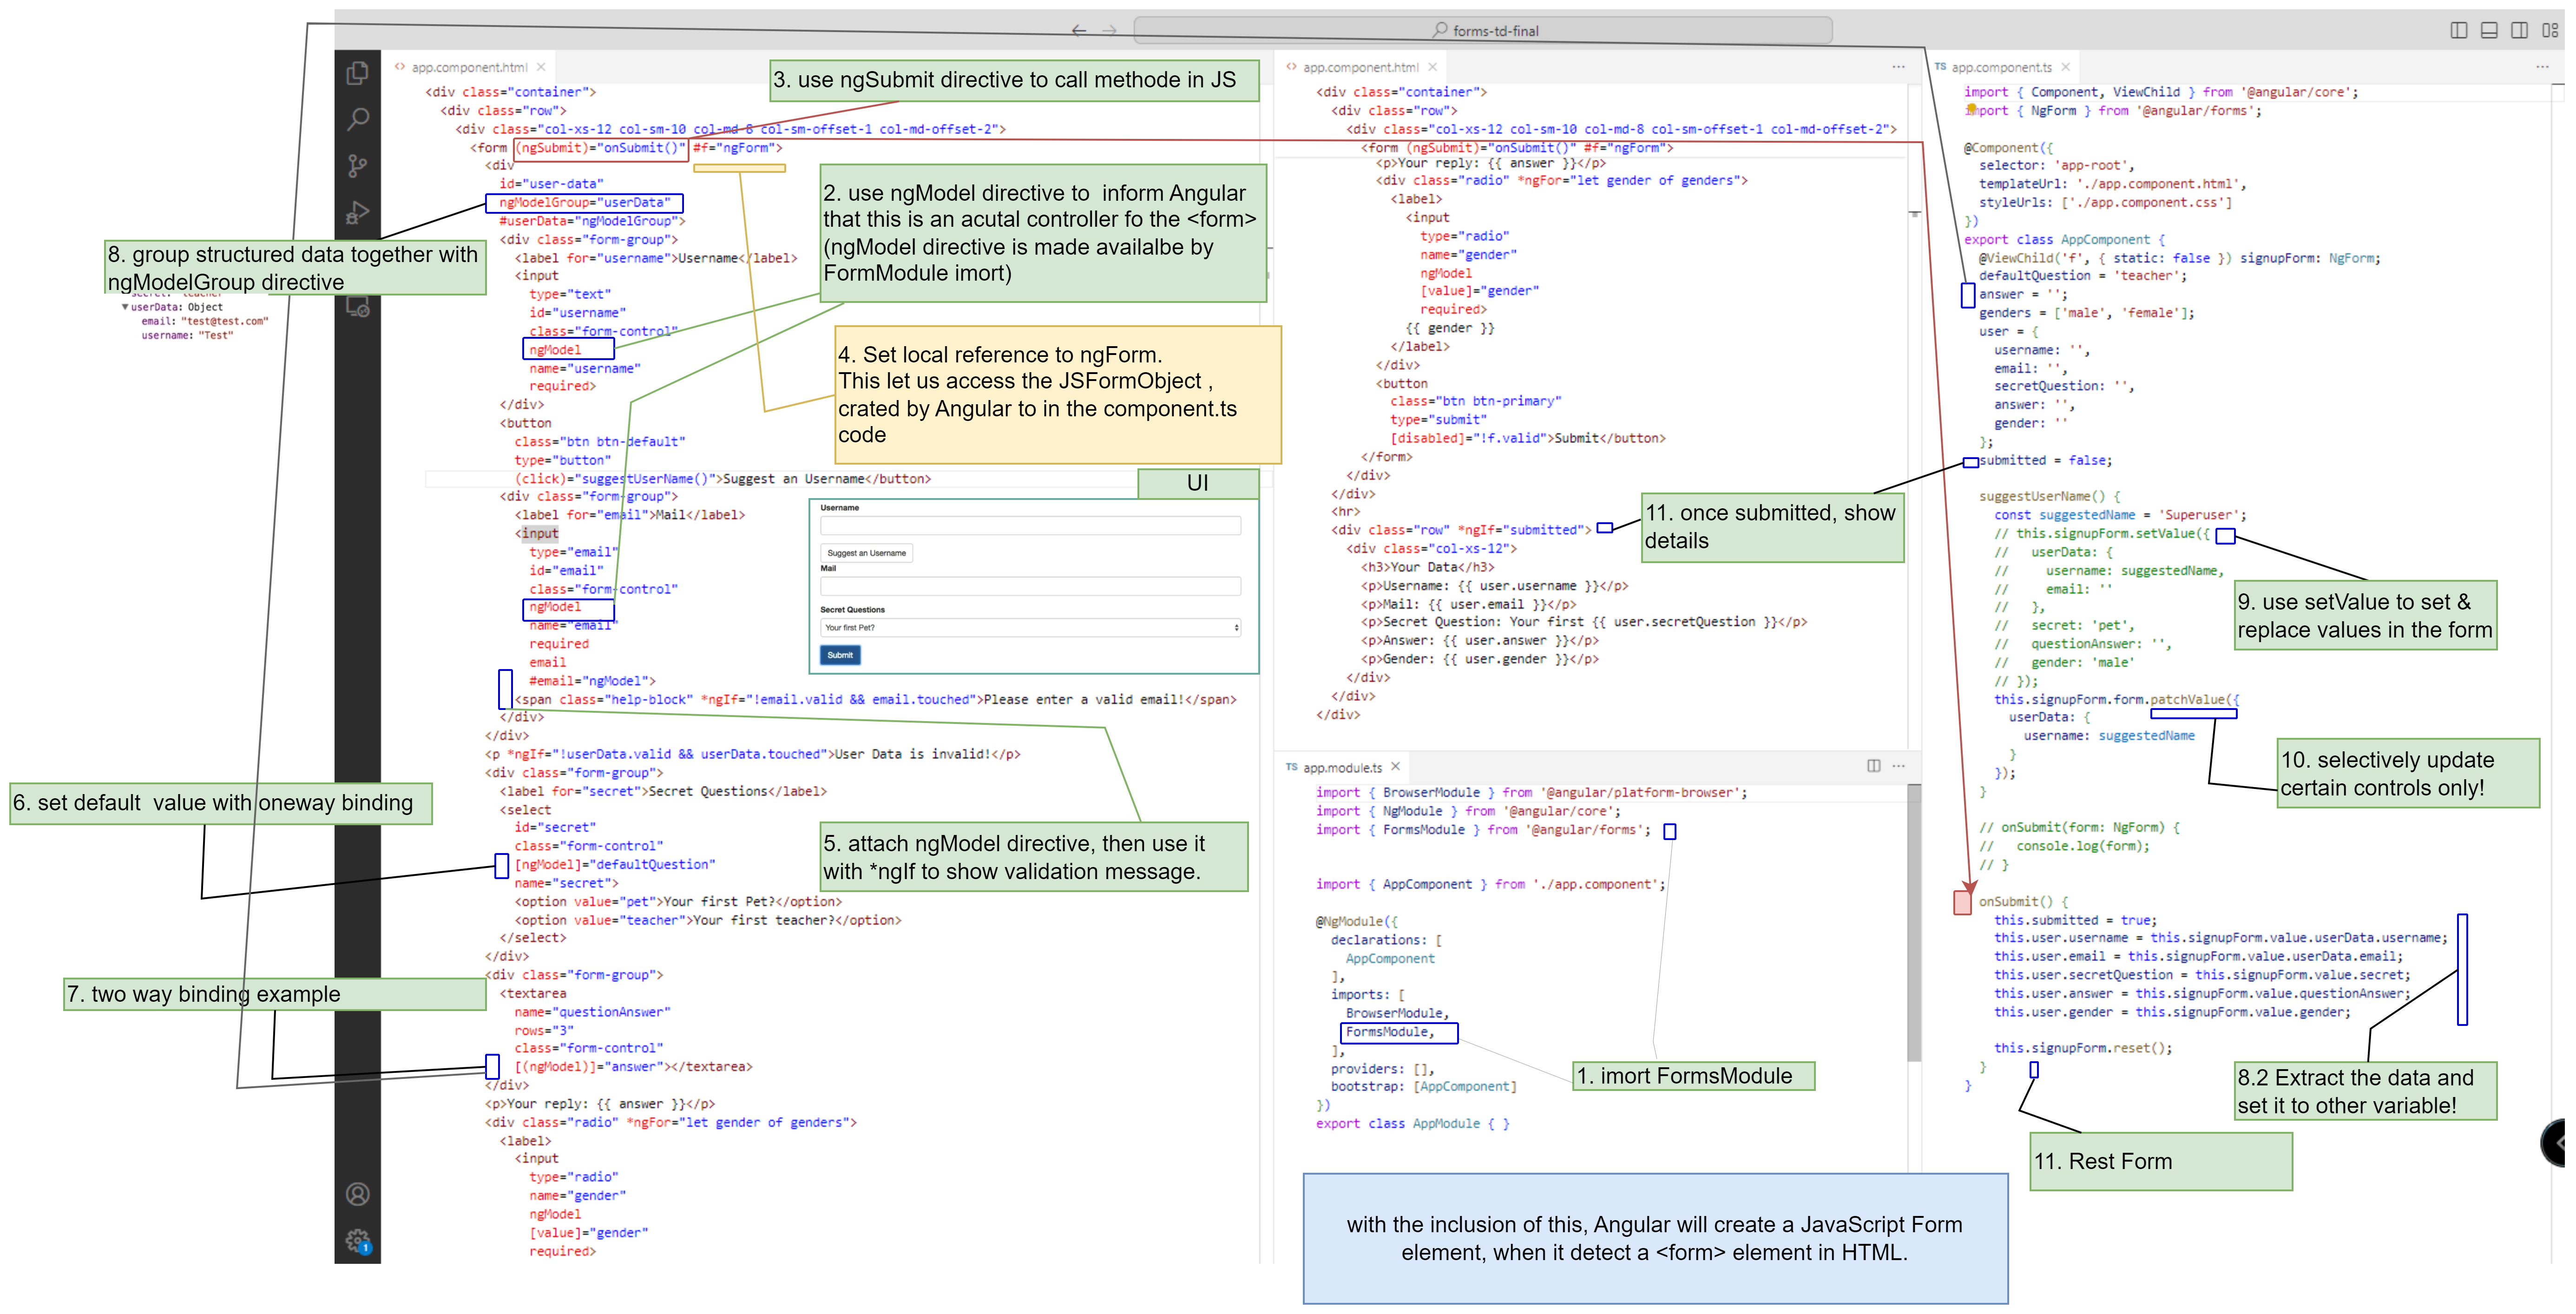 forms-td-final
app.component.html
<div class="container">
<div class="row">
<div class="col-xs-12 col-sm-10 col-md-8 col-sm-offset-1 col-md-offset-2">
<form (ngSubmit)="onSubmit()" #f="ngForm">
<div
id="user-data"
ngModelGroup="userData"
#userData="ngModelGroup">
<div class="form-group">
<label for="username">Username</label>
<input
type="text"
id="username"
class="form-control"
ngModel
name="username"
required>
</div>
<button
class="btn btn-default"
type="button"
(click)="suggestUserName()">Suggest an Username</button>
<div class="form-group">
<label for="email">Mail</label>
<input
type="email"
id="email"
class="form-control"
ngModel
name="email"
required
email
#email="ngModel">
<span class="help-block" *ngIf="!email.valid && email.touched">Please enter a valid email!</span>
</div>
</div>
<p *ngIf="!userData.valid && userData.touched">User Data is invalid!</p>
<div class="form-group">
<label for="secret">Secret Questions</label>
<select
id="secret"
class="form-control"
[ngModel]="defaultQuestion"
name="secret">
<option value="pet">Your first Pet?</option>
<option value="teacher">Your first teacher?</option>
</select>
</div>
<div class="form-group">
<textarea
name="questionAnswer"
rows="3"
class="form-control"
[(ngModel)]="answer"></textarea>
</div>
<p>Your reply: {{ answer }}</p>
<div class="radio" *ngFor="let gender of genders">
<label>
<input
type="radio"
name="gender"
ngModel
[value]="gender"
required>
1
3. use ngSubmit directive to call methode in JS
2. use ngModel directive to  inform Angular
that this is an acutal controller fo the <form>
(ngModel directive is made availalbe by
FormModule imort)
4. Set local reference to ngForm.
This let us access the JSFormObject ,
crated by Angular to in the component.ts
code
UI
Username
Suggest an Username
Mail
Secret Questions
Your first Pet?
Submit
5. attach ngModel directive, then use it
with *ngIf to show validation message.
8. group structured data together with
ngModelGroup directive
secret: "teacher"
userData: Object
email: "test@test.com"
username: "Test"
6. set default  value with oneway binding
7. two way binding example
app.component.html
<div class="container">
<div class="row">
<div class="col-xs-12 col-sm-10 col-md-8 col-sm-offset-1 col-md-offset-2">
<form (ngSubmit)="onSubmit()" #f="ngForm">
<p>Your reply: {{ answer }}</p>
<div class="radio" *ngFor="let gender of genders">
<label>
<input
type="radio"
name="gender"
ngModel
[value]="gender"
required>
{{ gender }}
</label>
</div>
<button
class="btn btn-primary"
type="submit"
[disabled]="!f.valid">Submit</button>
</form>
</div>
</div>
<hr>
<div class="row" *ngIf="submitted">
<div class="col-xs-12">
<h3>Your Data</h3>
<p>Username: {{ user.username }}</p>
<p>Mail: {{ user.email }}</p>
<p>Secret Question: Your first {{ user.secretQuestion }}</p>
<p>Answer: {{ user.answer }}</p>
<p>Gender: {{ user.gender }}</p>
</div>
</div>
</div>
11. once submitted, show
details
TS app.module.ts
import { BrowserModule } from '@angular/platform-browser';
import { NgModule } from '@angular/core';
import { FormsModule } from '@angular/forms';
import { AppComponent } from './app.component';
@NgModule({
declarations: [
AppComponent
],
imports: [
BrowserModule,
FormsModule,
],
providers: [],
bootstrap: [AppComponent]
})
export class AppModule { }
1. imort FormsModule
with the inclusion of this, Angular will create a JavaScript Form
element, when it detect a <form> element in HTML.
TS app.component.ts
import { Component, ViewChild } from '@angular/core';
import { NgForm } from '@angular/forms';
@Component({
selector: 'app-root',
templateUrl: './app.component.html',
styleUrls: ['./app.component.css']
})
export class AppComponent {
@ViewChild('f', { static: false }) signupForm: NgForm;
defaultQuestion = 'teacher';
answer = '';
genders = ['male', 'female'];
user = {
username: '',
email: '',
secretQuestion: '',
answer: '',
gender: ''
};
submitted = false;
suggestUserName() {
const suggestedName = 'Superuser';
// this.signupForm.setValue({
//   userData: {
//     username: suggestedName,
//     email: ''
//   },
//   secret: 'pet',
//   questionAnswer: '',
//   gender: 'male'
// });
this.signupForm.form.patchValue({
userData: {
username: suggestedName
}
});
}
// onSubmit(form: NgForm) {
//   console.log(form);
// }
onSubmit() {
this.submitted = true;
this.user.username = this.signupForm.value.userData.username;
this.user.email = this.signupForm.value.userData.email;
this.user.secretQuestion = this.signupForm.value.secret;
this.user.answer = this.signupForm.value.questionAnswer;
this.user.gender = this.signupForm.value.gender;
this.signupForm.reset();
}
}
9. use setValue to set &
replace values in the form
10. selectively update
certain controls only!
8.2 Extract the data and
set it to other variable!
11. Rest Form